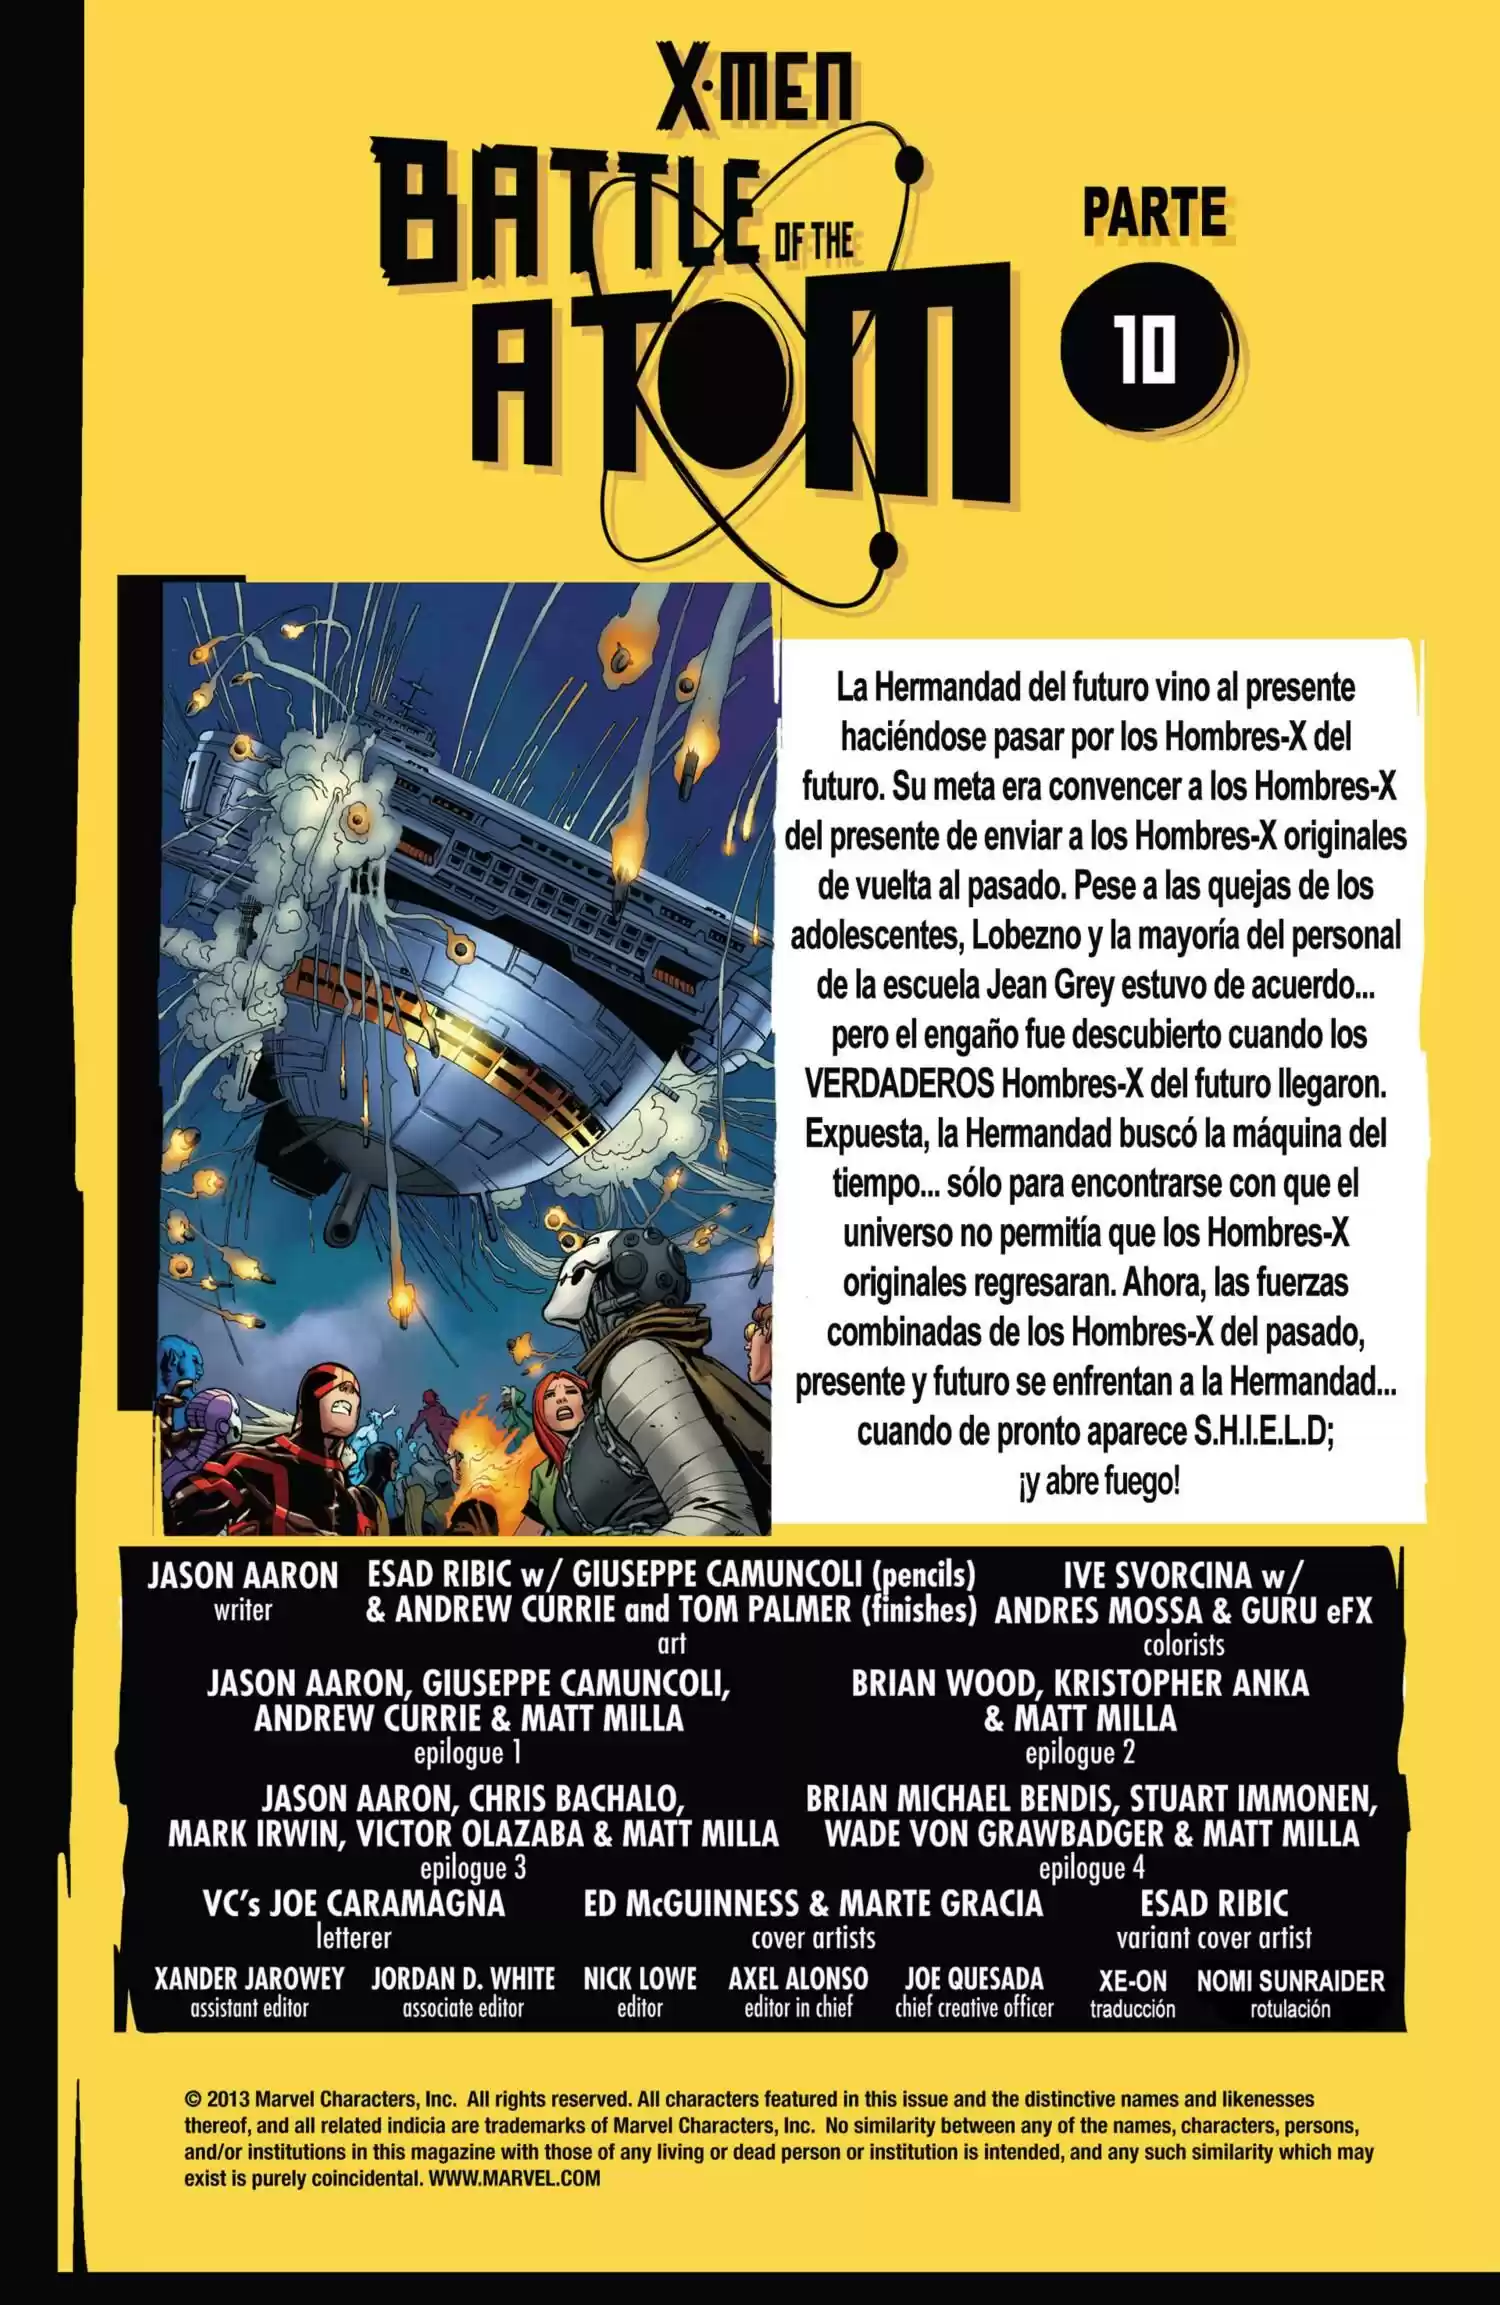 X-MEN
BATTLE OF THE
ATOM
PARTE
10
La Hermandad del futuro vino al presente
haciéndose pasar por los Hombres-X del
futuro. Su meta era convencer a los Hombres-X
del presente de enviar a los Hombres-X originales
de vuelta al pasado. Pese a las quejas de los
adolescentes, Lobezno y la mayoría del personal
de la escuela Jean Grey estuvo de acuerdo...
pero el engaño fue descubierto cuando los
VERDADEROS Hombres-X del futuro llegaron.
Expuesta, la Hermandad buscó la máquina del
tiempo... sólo para encontrarse con que el
universo no permitía que los Hombres-X
originales regresaran. Ahora, las fuerzas
combinadas de los Hombres-X del pasado,
presente y futuro se enfrentan a la Hermandad...
cuando de pronto aparece S.H.I.E.L.D;
¡y abre fuego!
JASON AARON
writer
ESAD RIBIC w/ GIUSEPPE CAMUNCOLI (pencils)
& ANDREW CURRIE and TOM PALMER (finishes)
art
IVE SVORCINA w/
ANDRES MOSSA & GURU eFX
colorists
JASON AARON, GIUSEPPE CAMUNCOLI,
ANDREW CURRIE & MATT MILLA
epilogue 1
BRIAN WOOD, KRISTOPHER ANKA
& MATT MILLA
epilogue 2
JASON AARON, CHRIS BACHALO,
MARK IRWIN, VICTOR OLAZABA & MATT MILLA
epilogue 3
BRIAN MICHAEL BENDIS, STUART IMMONEN,
WADE VON GRAWBADGER & MATT MILLA
epilogue 4
VC's JOE CARAMAGNA
letterer
ED McGUINNESS & MARTE GRACIA
cover artists
ESAD RIBIC
variant cover artist
XANDER JAROWEY
assistant editor
JORDAN D. WHITE
associate editor
NICK LOWE
editor
AXEL ALONSO
editor in chief
JOE QUESADA
chief creative officer
XE-ON
traducción
NOMI SUNRAIDER
rotulación
© 2013 Marvel Characters, Inc. All rights reserved. All characters featured in this issue and the distinctive names and likenesses
thereof, and all related indicia are trademarks of Marvel Characters, Inc. No similarity between any of the names, characters, persons,
and/or institutions in this magazine with those of any living or dead person or institution is intended, and any such similarity which may
exist is purely coincidental. WWW.MARVEL.COM